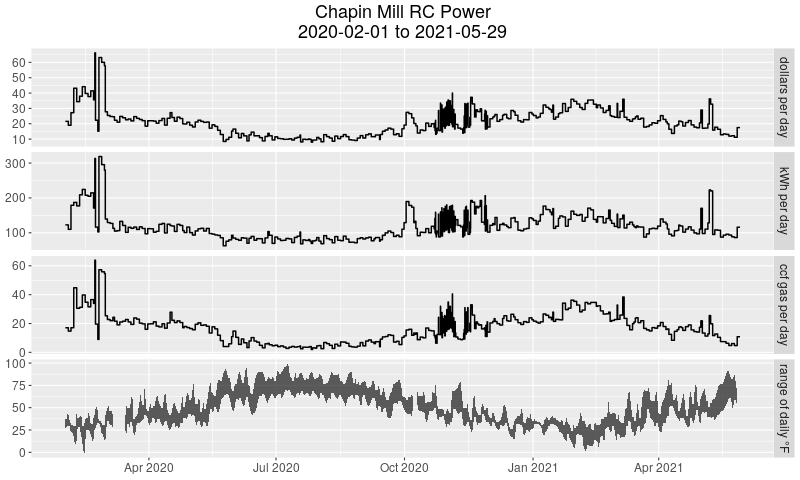 Chapin Mill RC Power
2020-02-01 to 2021-05-29
60
50
40
30
20
10
dollars per day
300
200
100
kWh per day
60
40
20
0
ccf gas per day
100
75
50
25
0
range of daily °F
Apr 2020 Jul 2020 Oct 2020 Jan 2021 Apr 2021